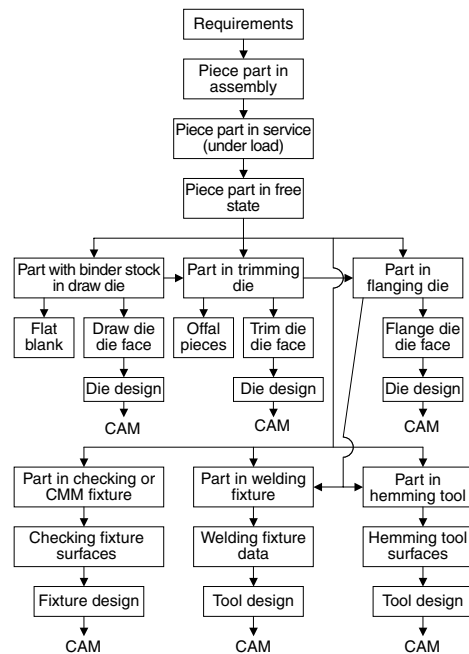 Requirements
Piece part in
assembly
Piece part in service
(under load)
Piece part in free
state
Part with binder stock
in draw die
Part in trimming
die
Part in
flanging die
Flat
blank
Draw die
die face
Offal
pieces
Trim die
die face
Flange die
die face
Die design
Die design
Die design
CAM
CAM
CAM
Part in checking or
CMM fixture
Part in welding
fixture
Part in
hemming tool
Checking fixture
surfaces
Welding fixture
data
Hemming tool
surfaces
Fixture design
Tool design
Tool design
CAM
CAM
CAM